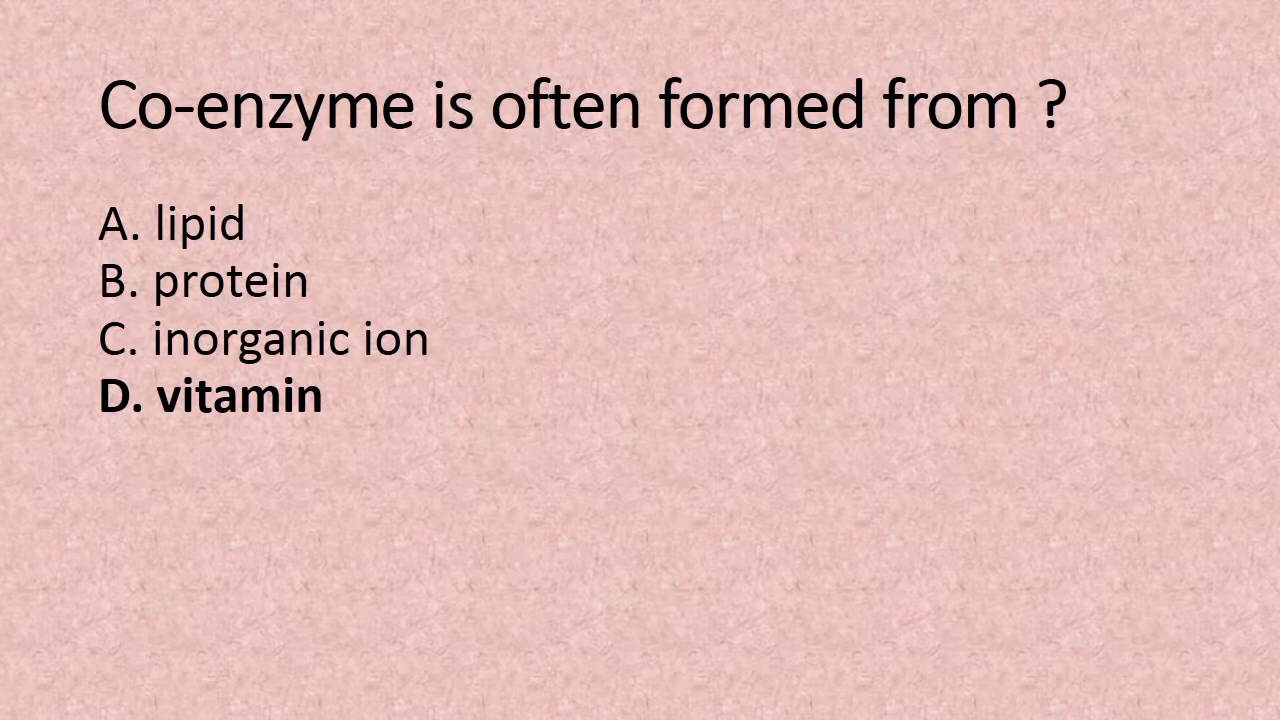 Co-enzyme is often formed from ?
A. lipid
B. protein
C. inorganic ion
D. vitamin